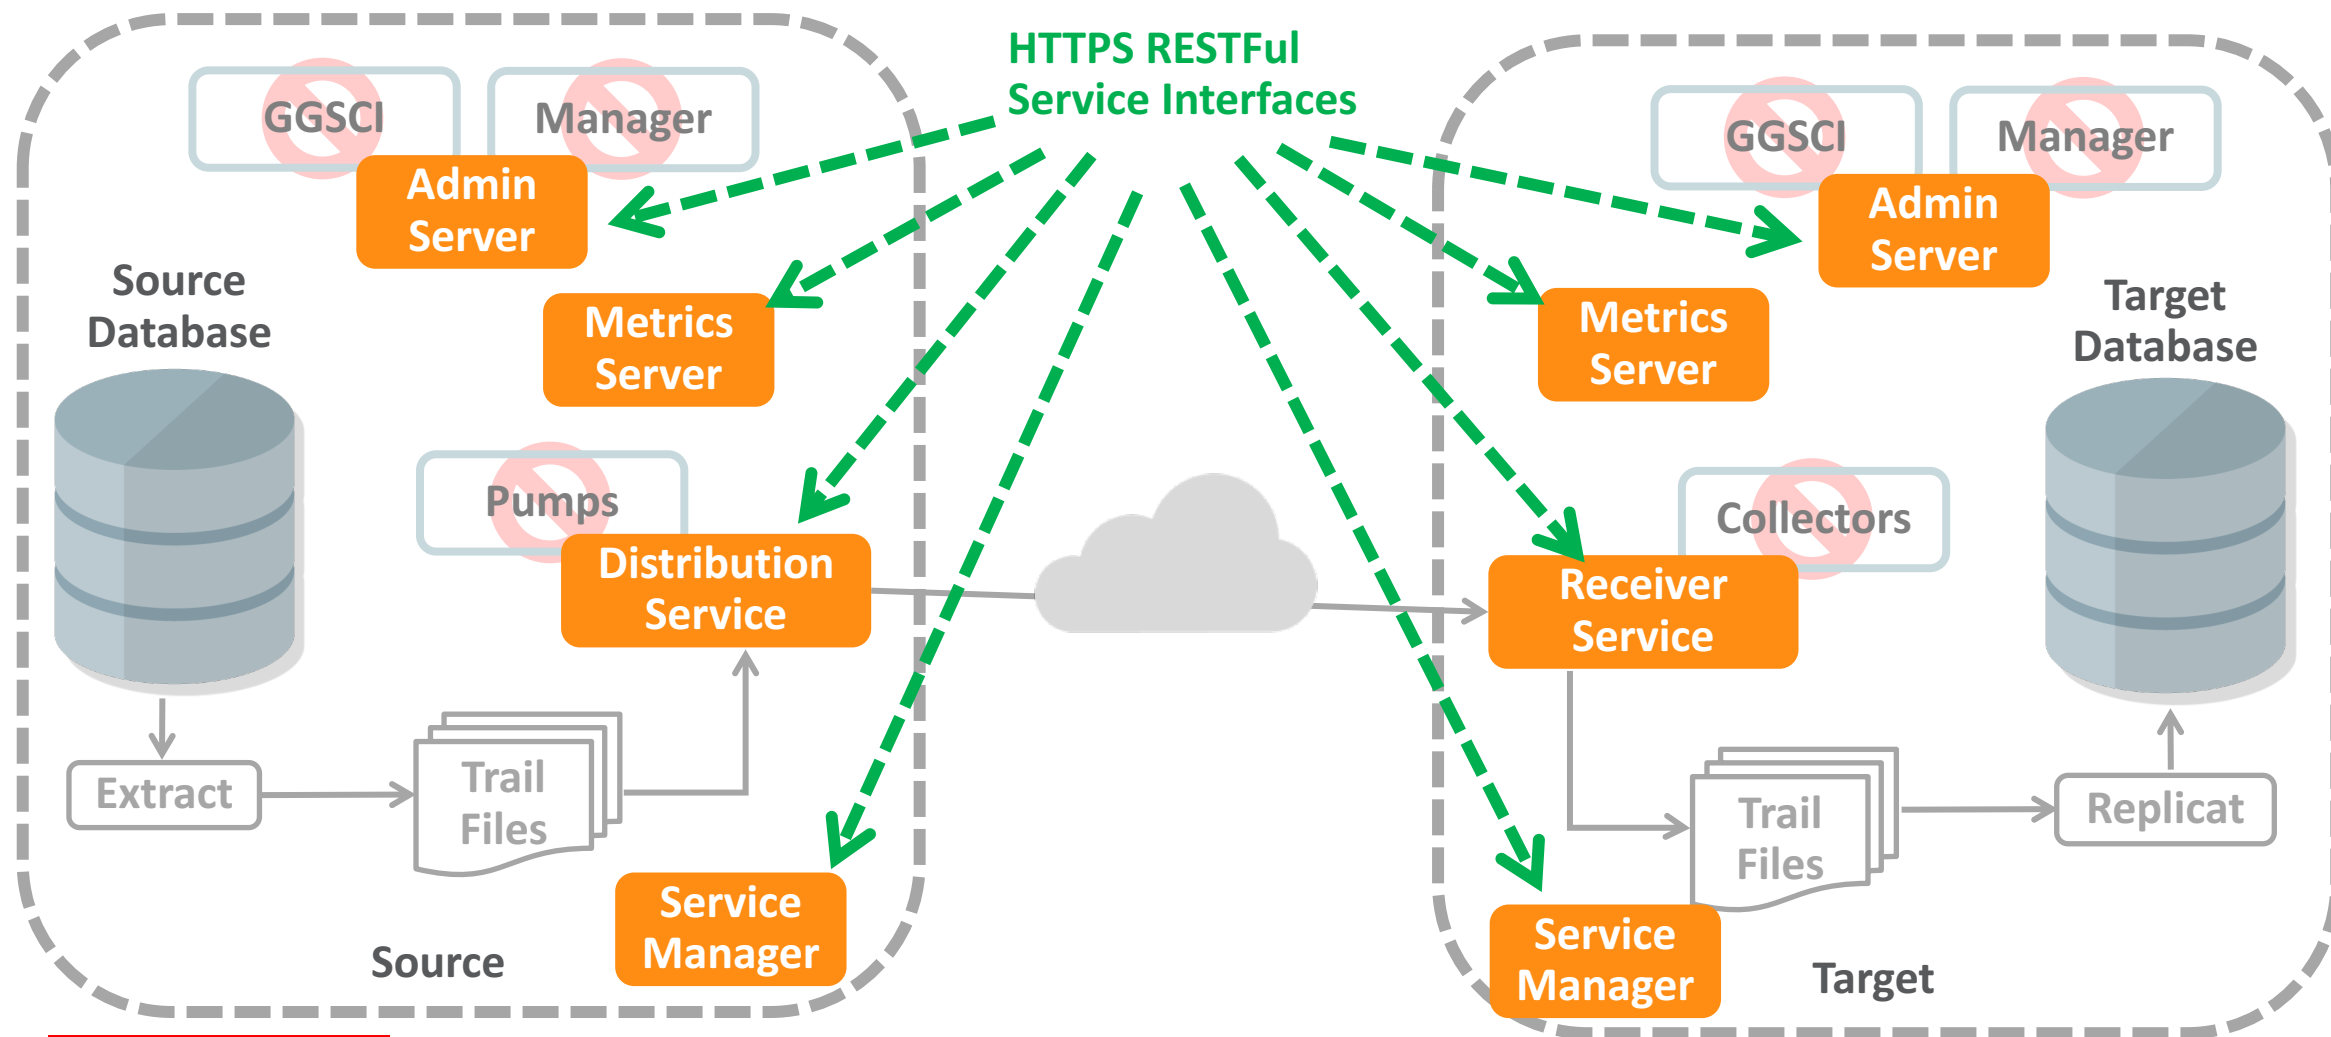 HTTPS RESTFul
Service Interfaces
GGSCI
Manager
Admin
Server
Source
Database
Metrics
Server
Pumps
Distribution
Service
Extract
Trail
Files
Service
Manager
Source
GGSCI
Manager
Admin
Server
Metrics
Server
Target
Database
Collectors
Receiver
Service
Trail
Files
Replicat
Service
Manager
Target